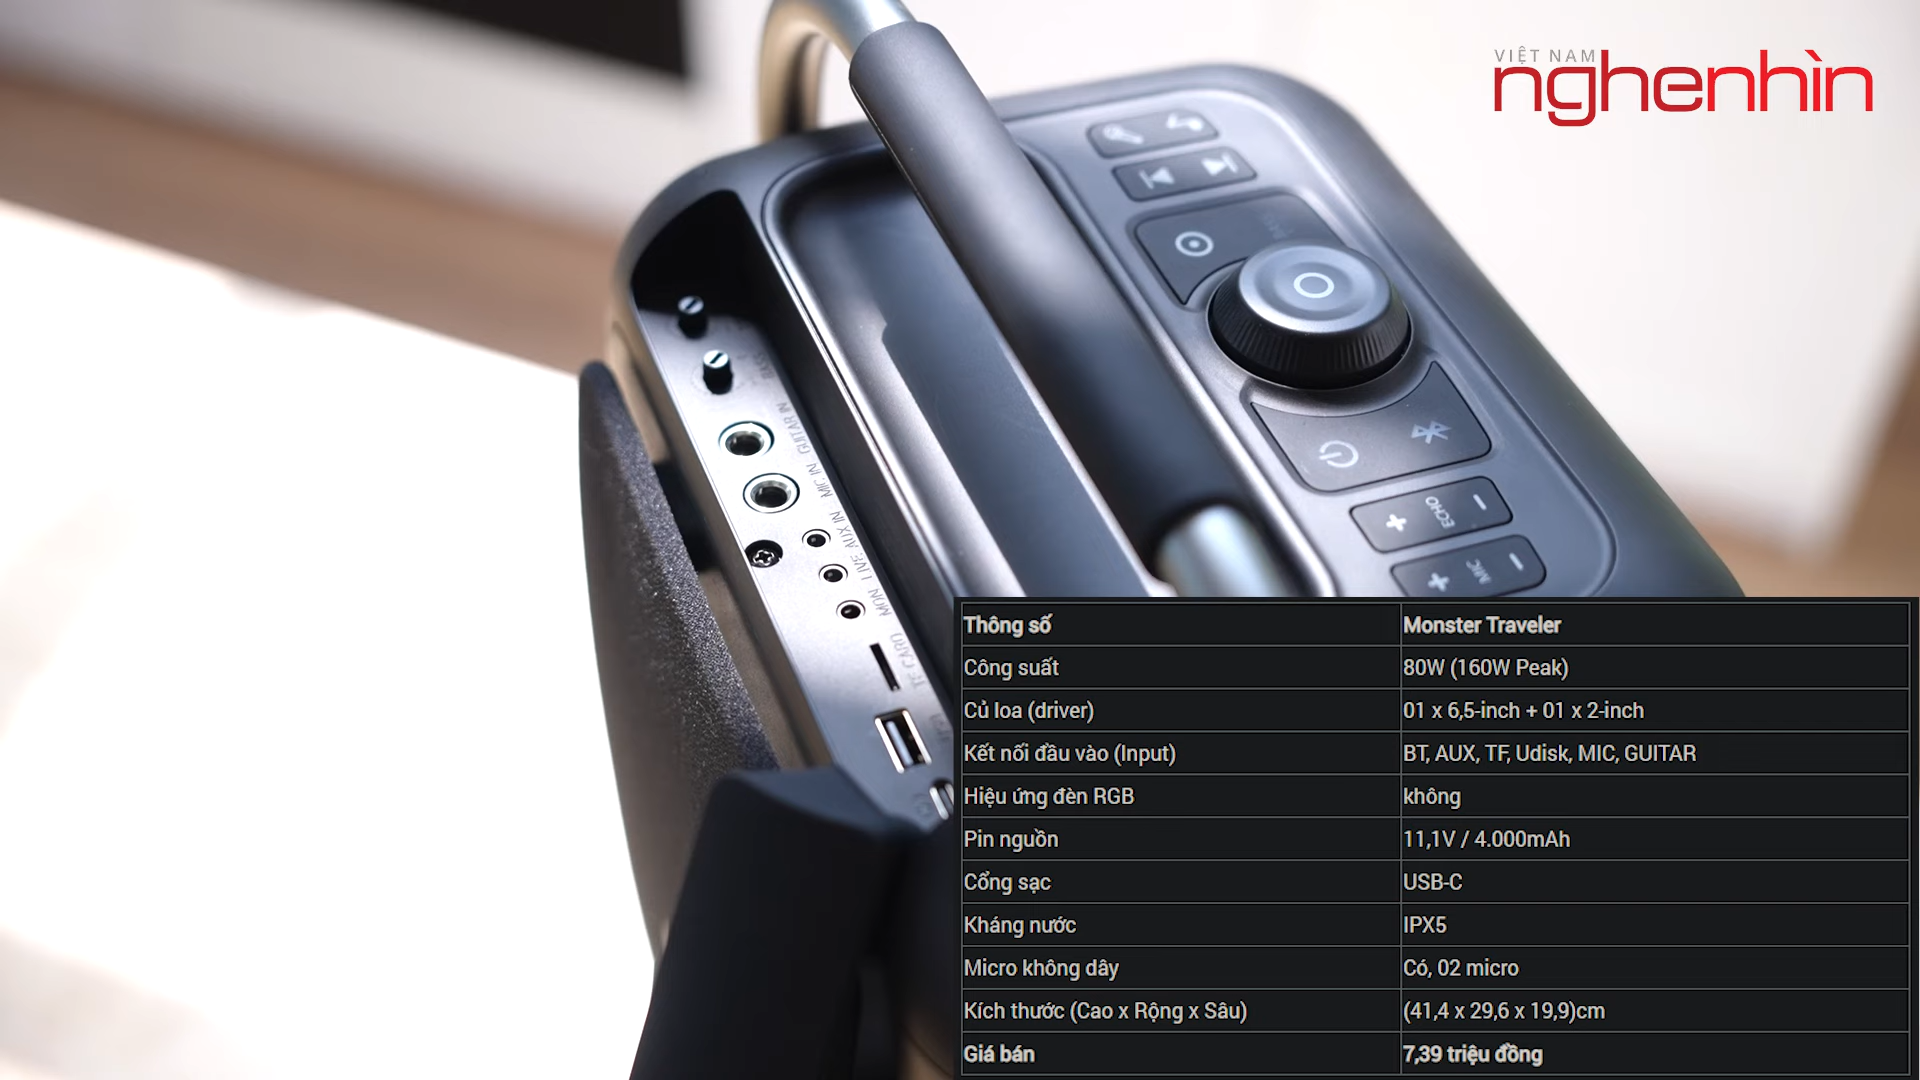 VIỆT NAM
nghenhìn
BASS
GUITAR IN
MIC IN
AUX IN
LIVE
MON
TF CARD
ECHO
MIC
Thông số Monster Traveler
Công suất 80W (160W Peak)
Củ loa (driver) 01 x 6,5-inch + 01 x 2-inch
Kết nối đầu vào (Input) BT, AUX, TF, Udisk, MIC, GUITAR
Hiệu ứng đèn RGB không
Pin nguồn 11,1V / 4.000mAh
Cổng sạc USB-C
Kháng nước IPX5
Micro không dây Có, 02 micro
Kích thước (Cao x Rộng x Sâu) (41,4 x 29,6 x 19,9)cm
Giá bán 7,39 triệu đồng